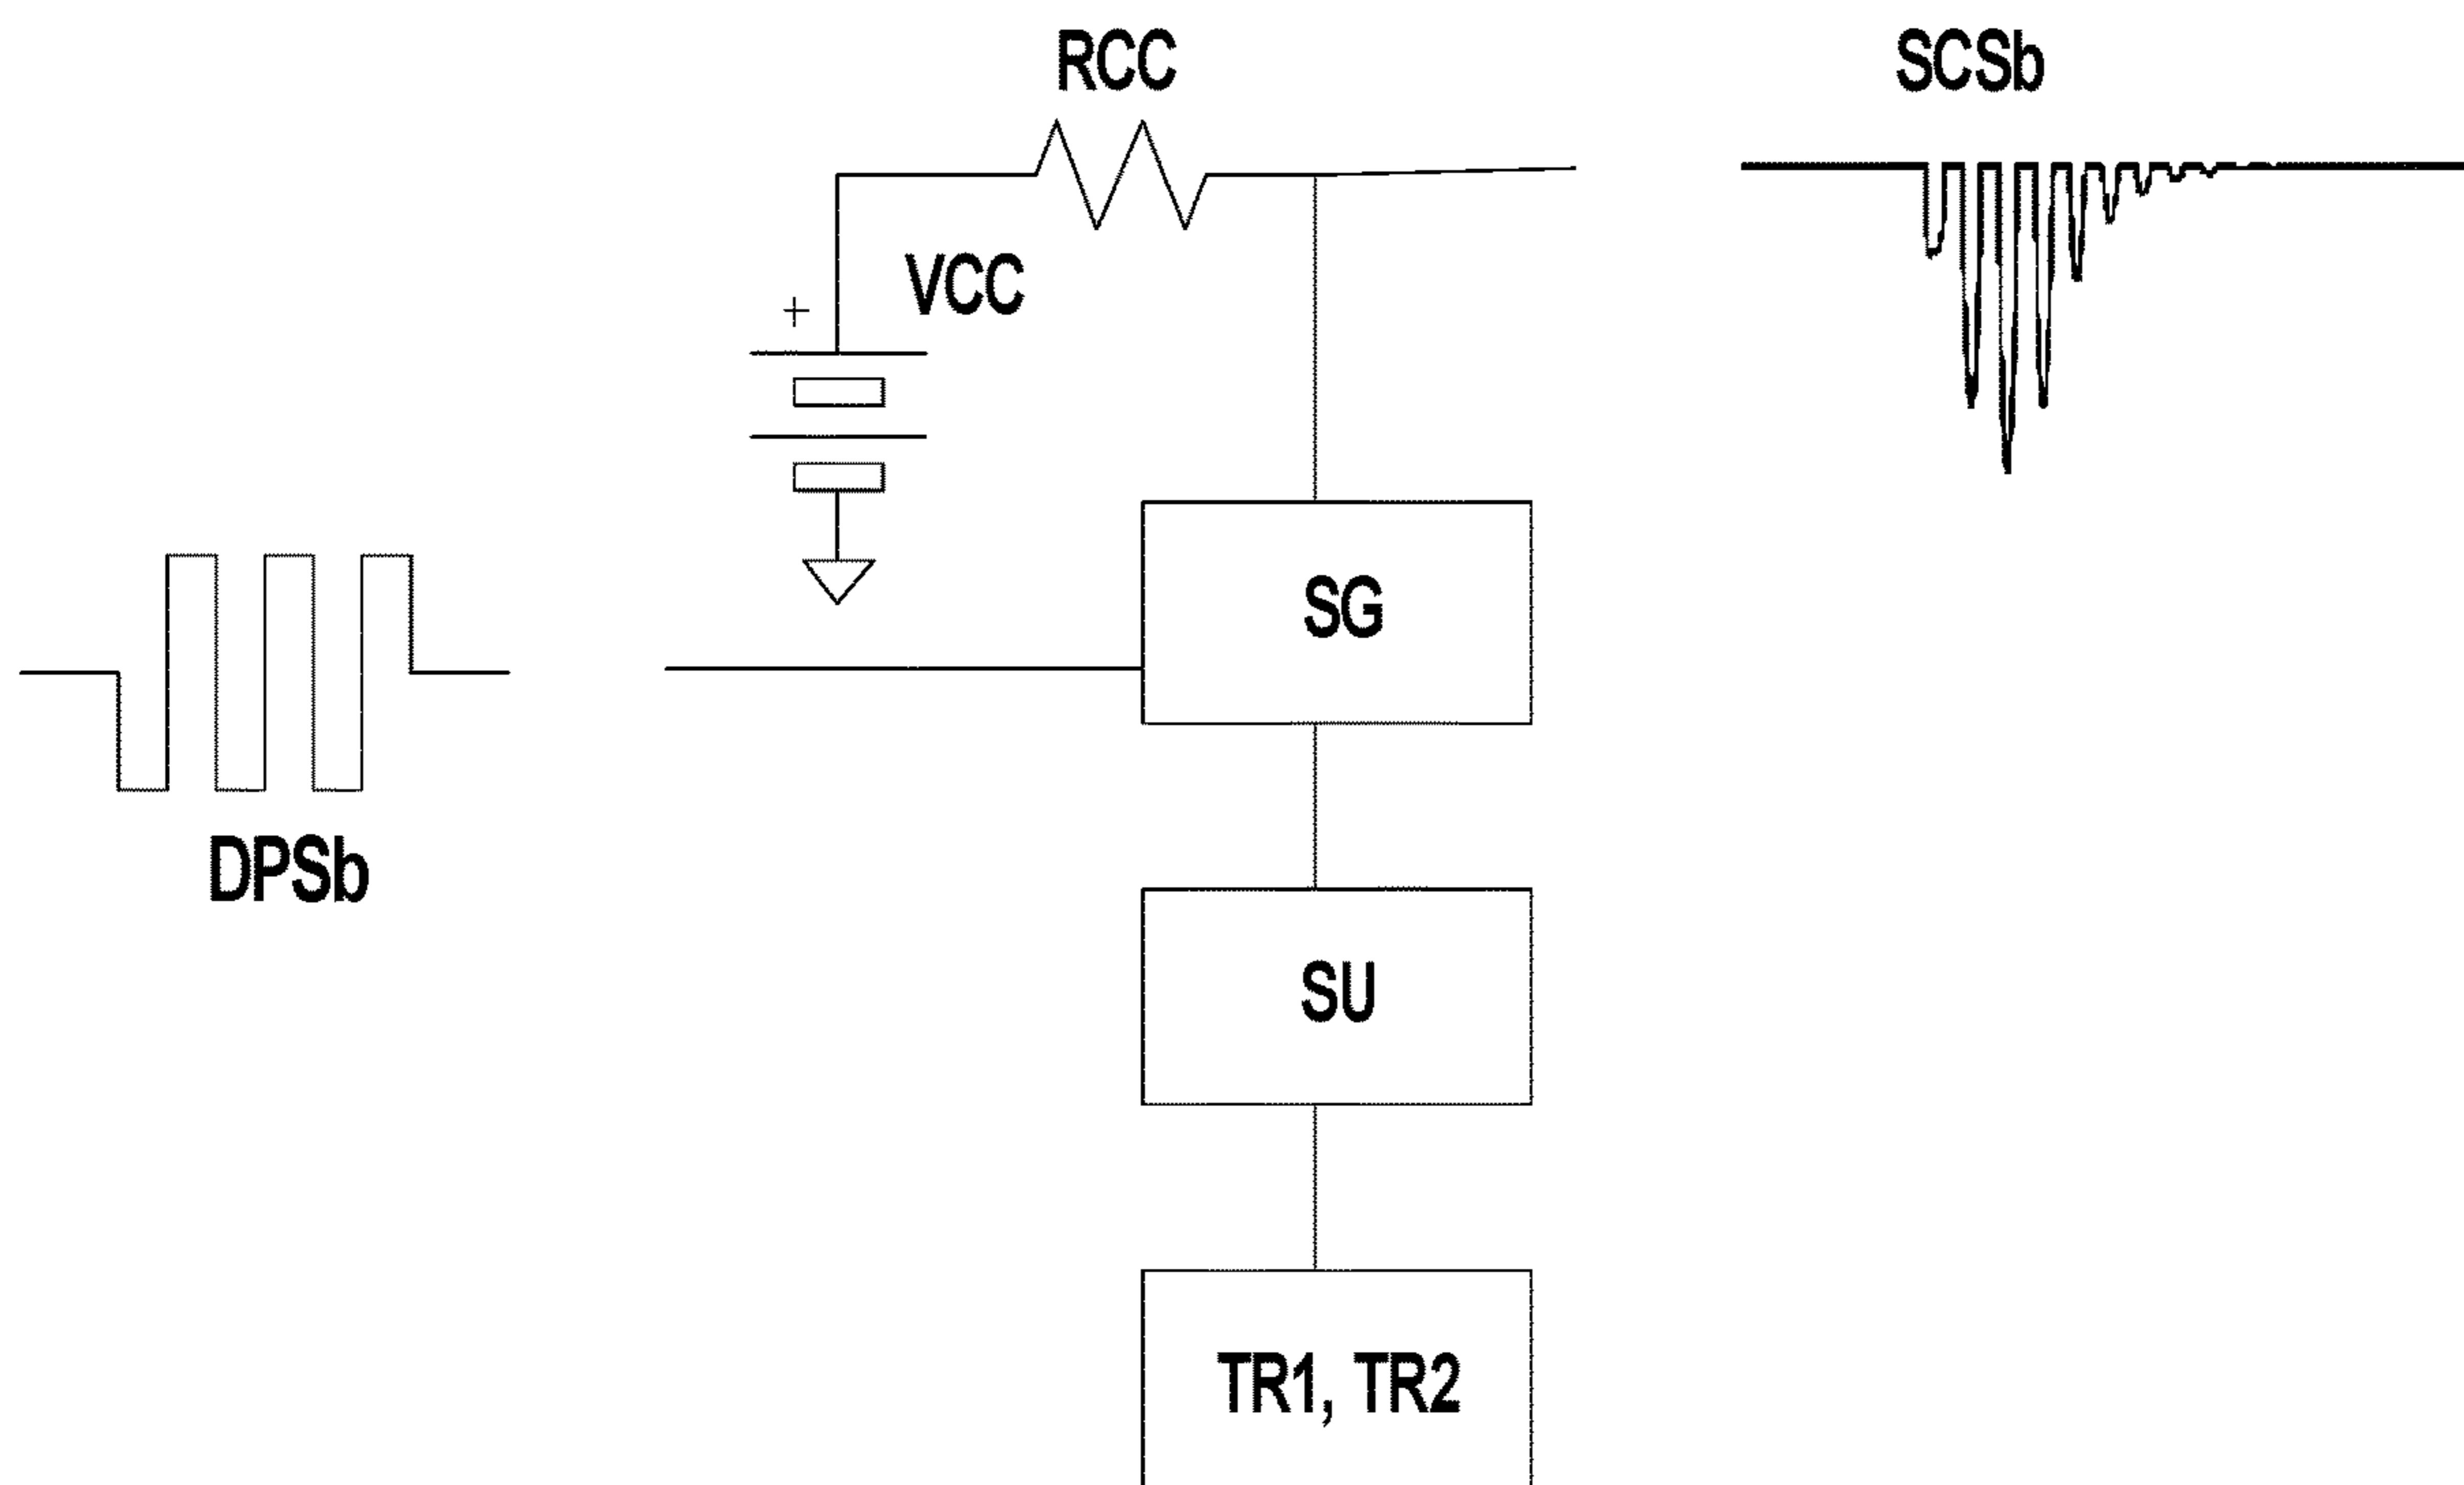 RCC
SCSb
VCC
+
SG
DPSb
SU
TR1, TR2